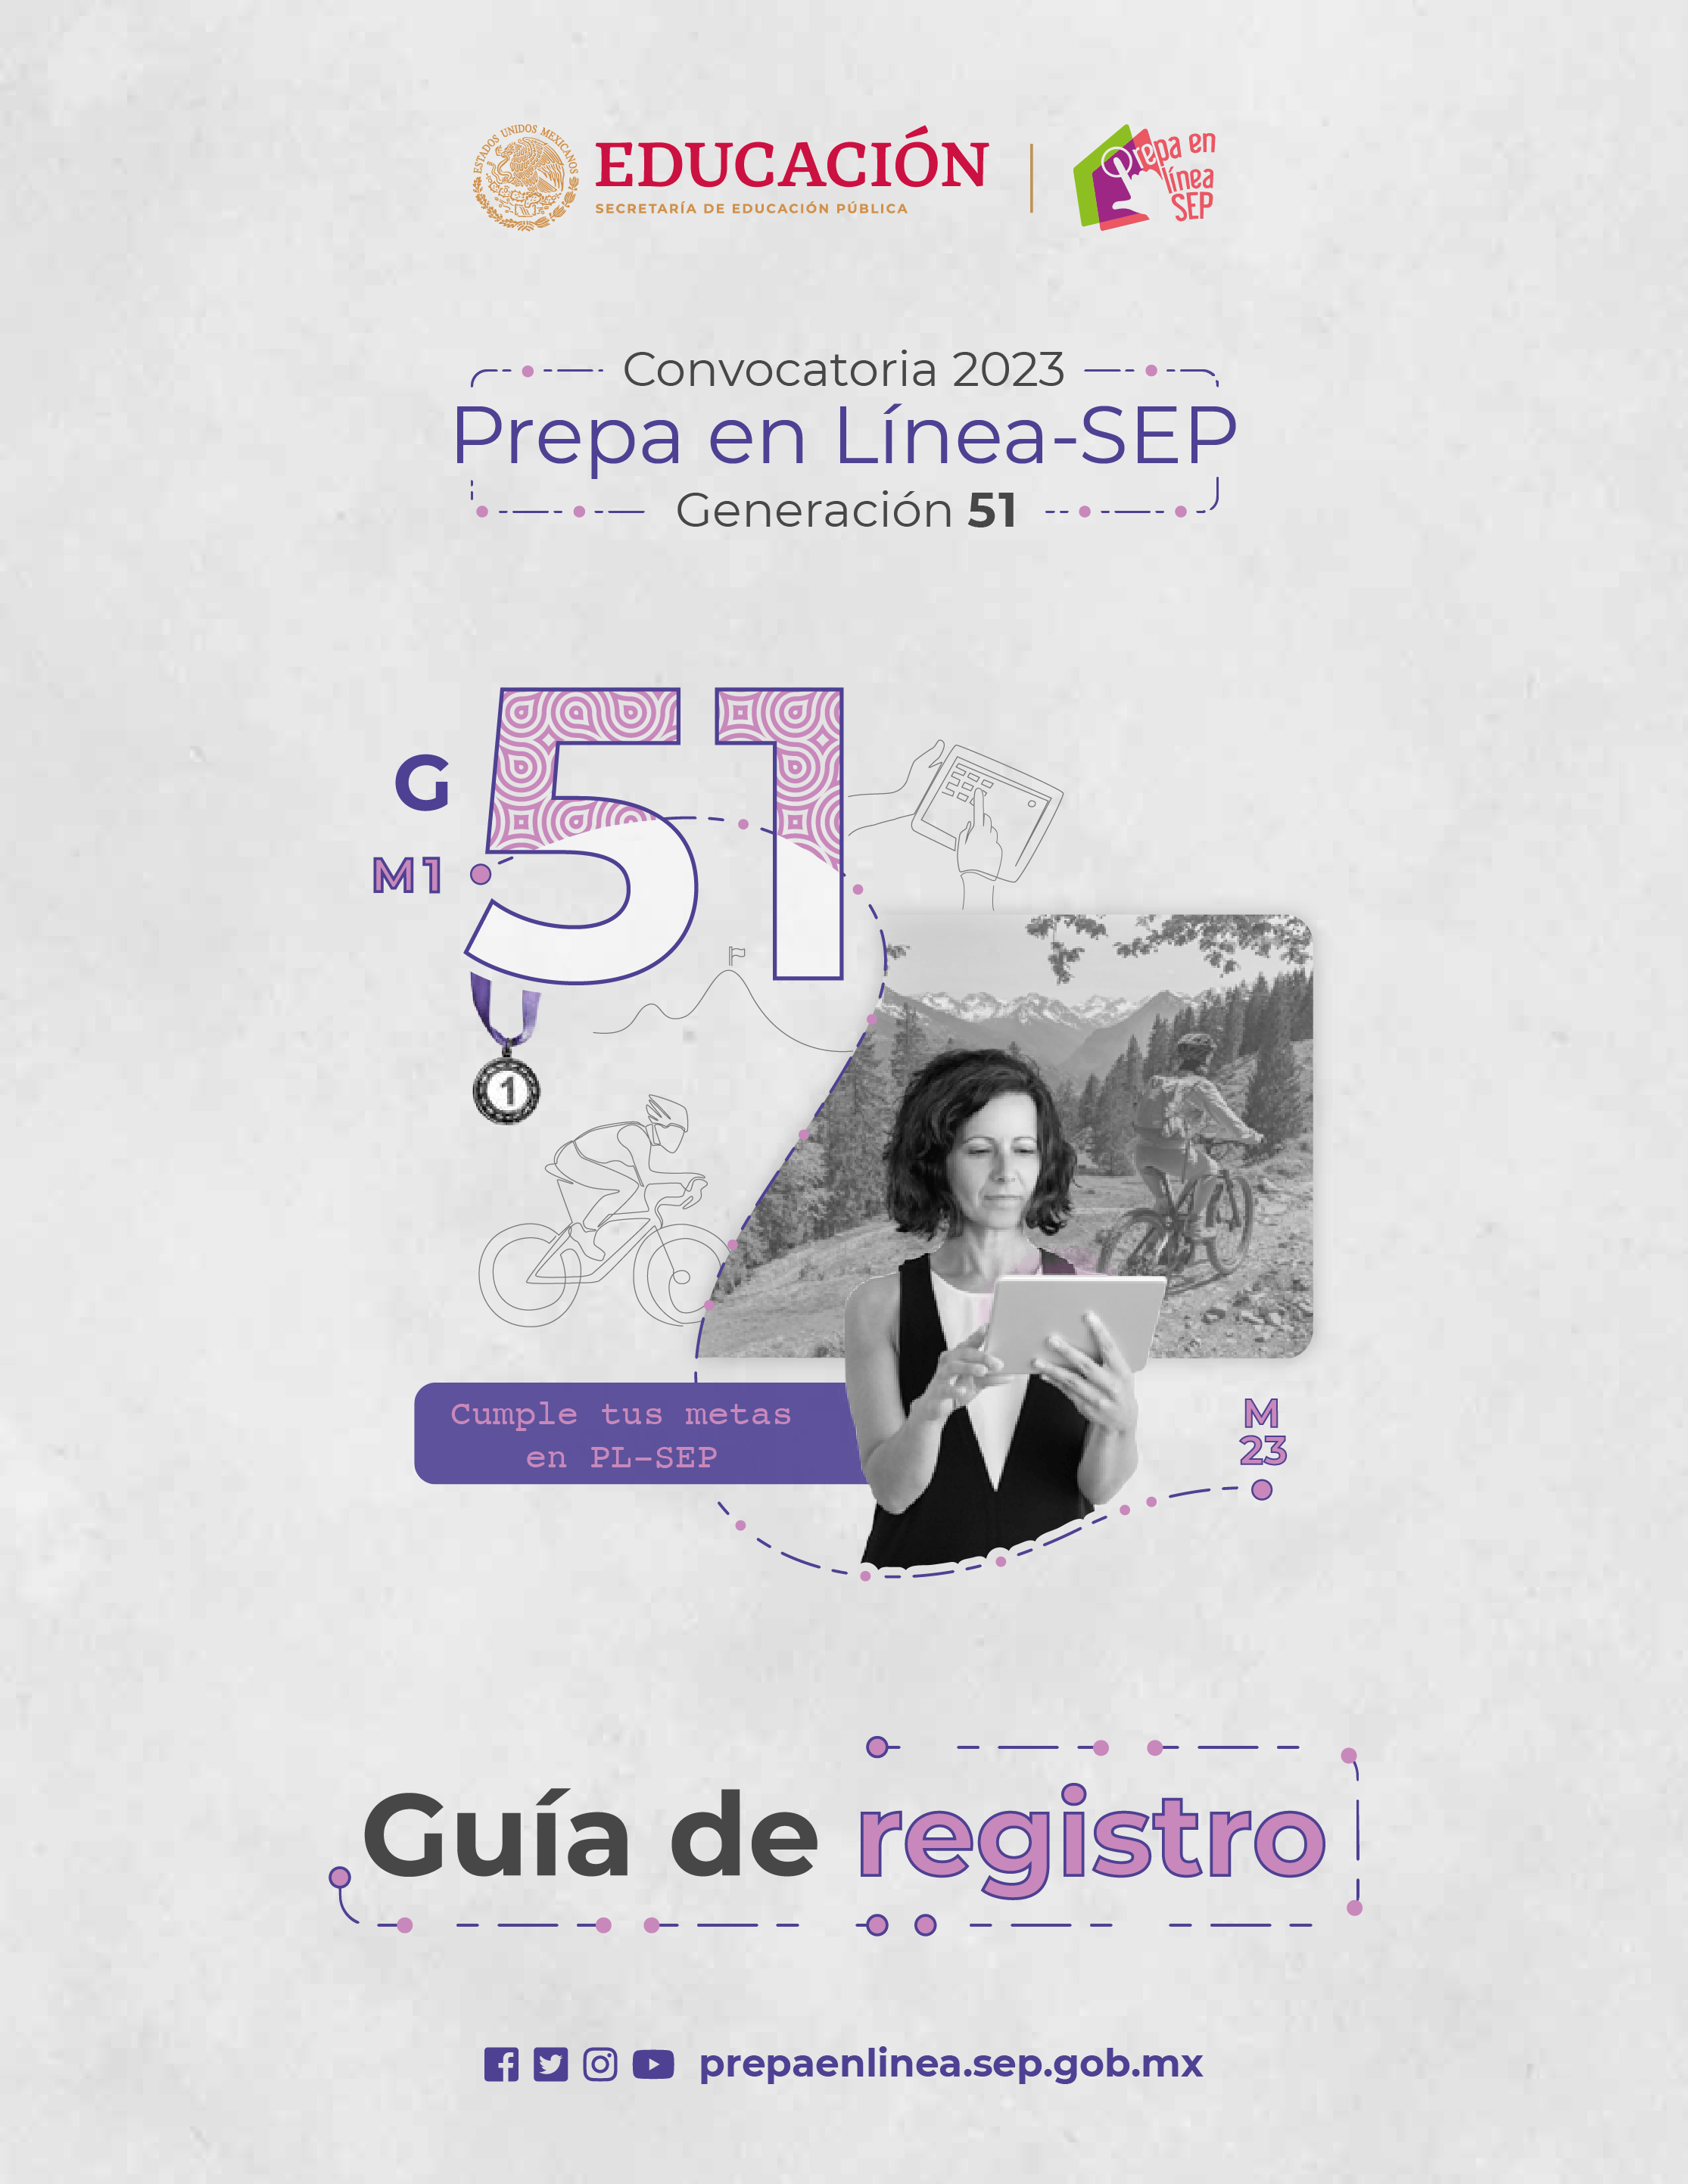 ESTADOS UNIDOS MEXICANOS
EDUCACIÓN
SECRETARÍA DE EDUCACIÓN PÚBLICA
Prepa en
línea
SEP
Convocatoria 2023
Prepa en Línea-SEP
Generación 51
G
51
M1
1
Cumple tus metas
en PL-SEP
M
23
Guía de registro
prepaenlinea.sep.gob.mx